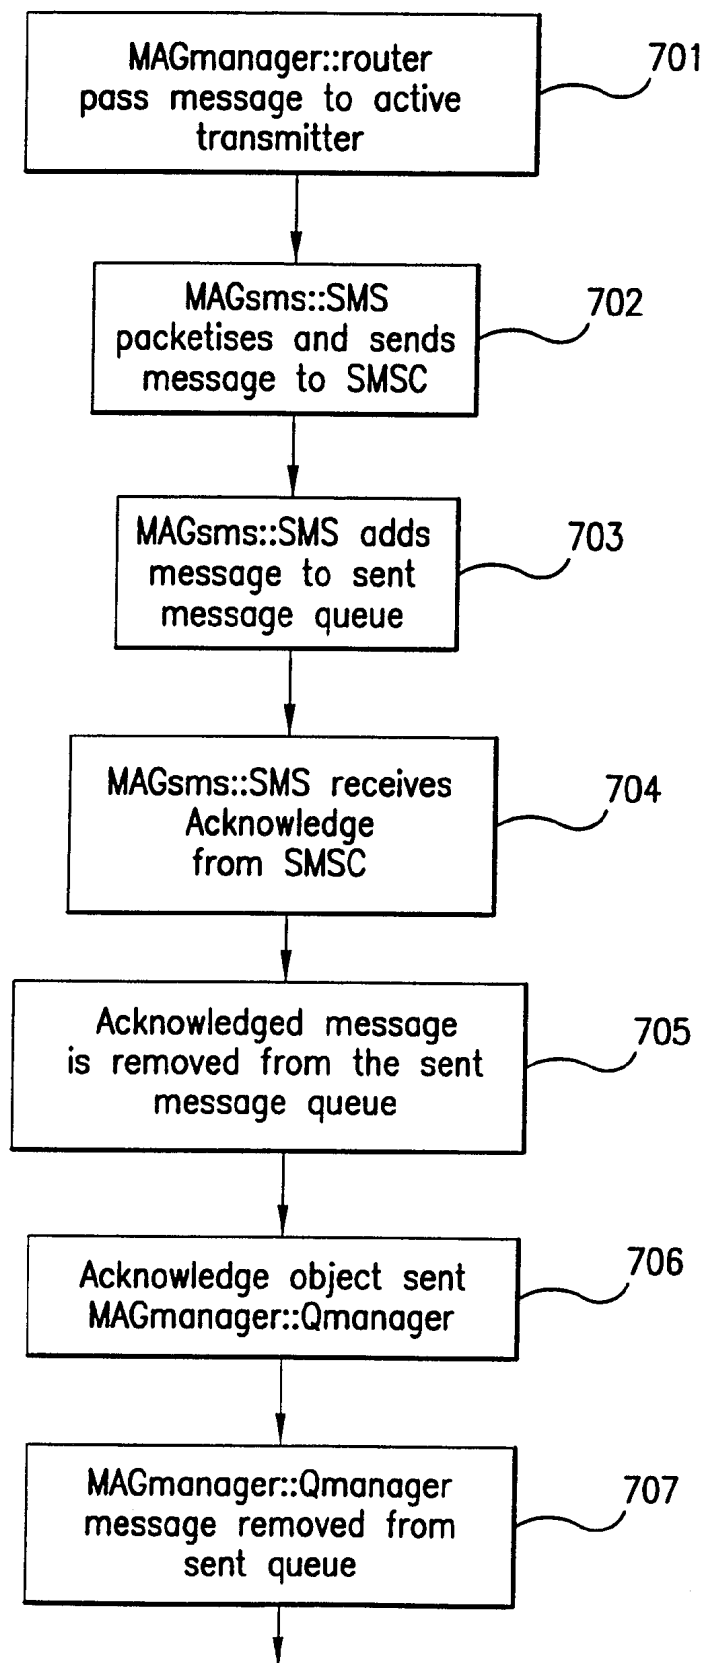 MAGmanager::router
pass message to active
transmitter
701
MAGsms::SMS
packetises and sends
message to SMSC
702
MAGsms::SMS adds
message to sent
message queue
703
MAGsms::SMS receives
Acknowledge
from SMSC
704
Acknowledged message
is removed from the sent
message queue
705
Acknowledge object sent
MAGmanager::Qmanager
706
MAGmanager::Qmanager
message removed from
sent queue
707